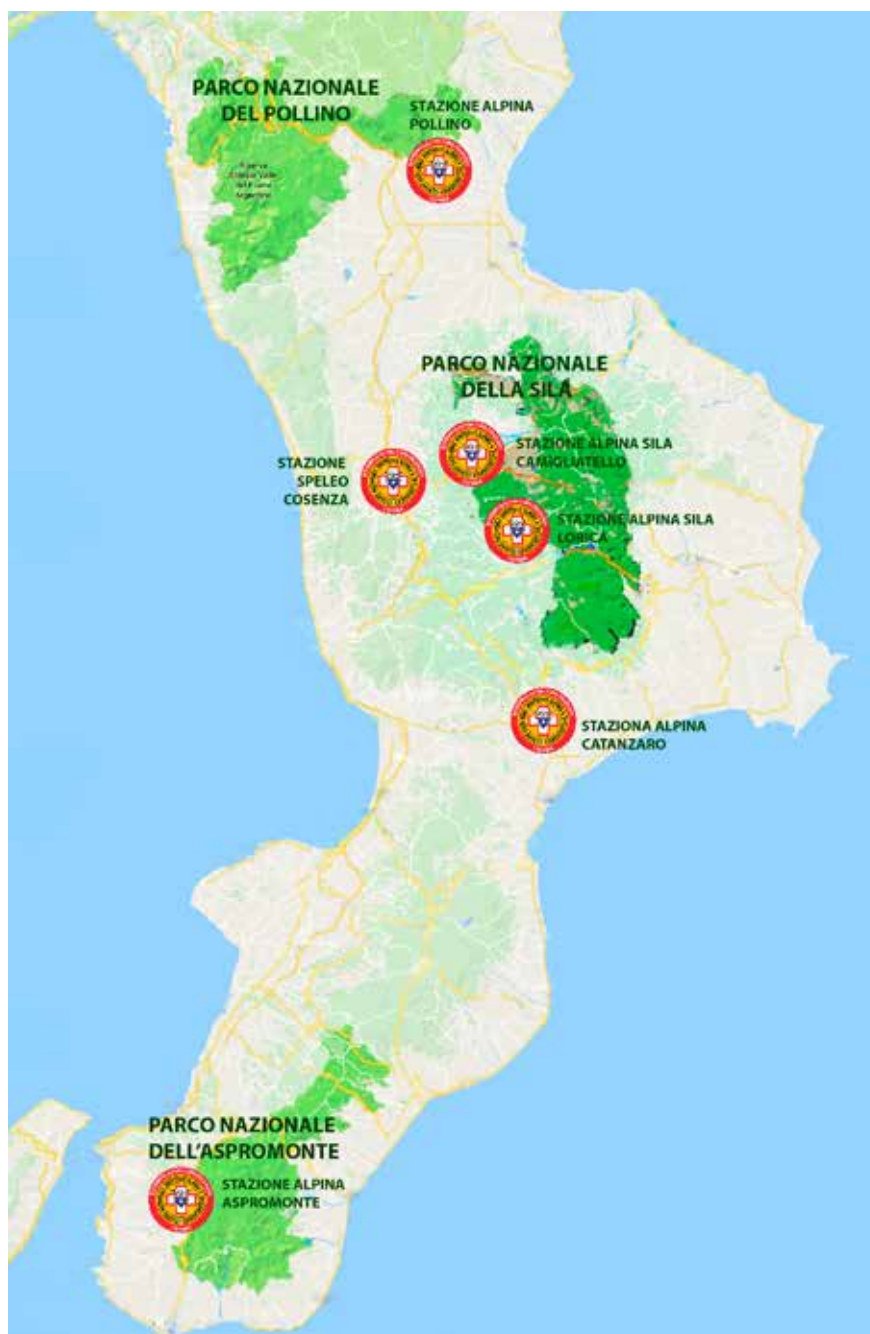 PARCO NAZIONALE
DEL POLLINO
STAZIONE ALPINA
POLLINO
PARCO NAZIONALE
DELLA SILA
STAZIONE ALPINA SILA
CAMIGLIATELLO
STAZIONE
SPELEO
COSENZA
STAZIONE ALPINA SILA
LORICA
STAZIONA ALPINA
CATANZARO
PARCO NAZIONALE
DELL'ASPROMONTE
STAZIONE ALPINA
ASPROMONTE